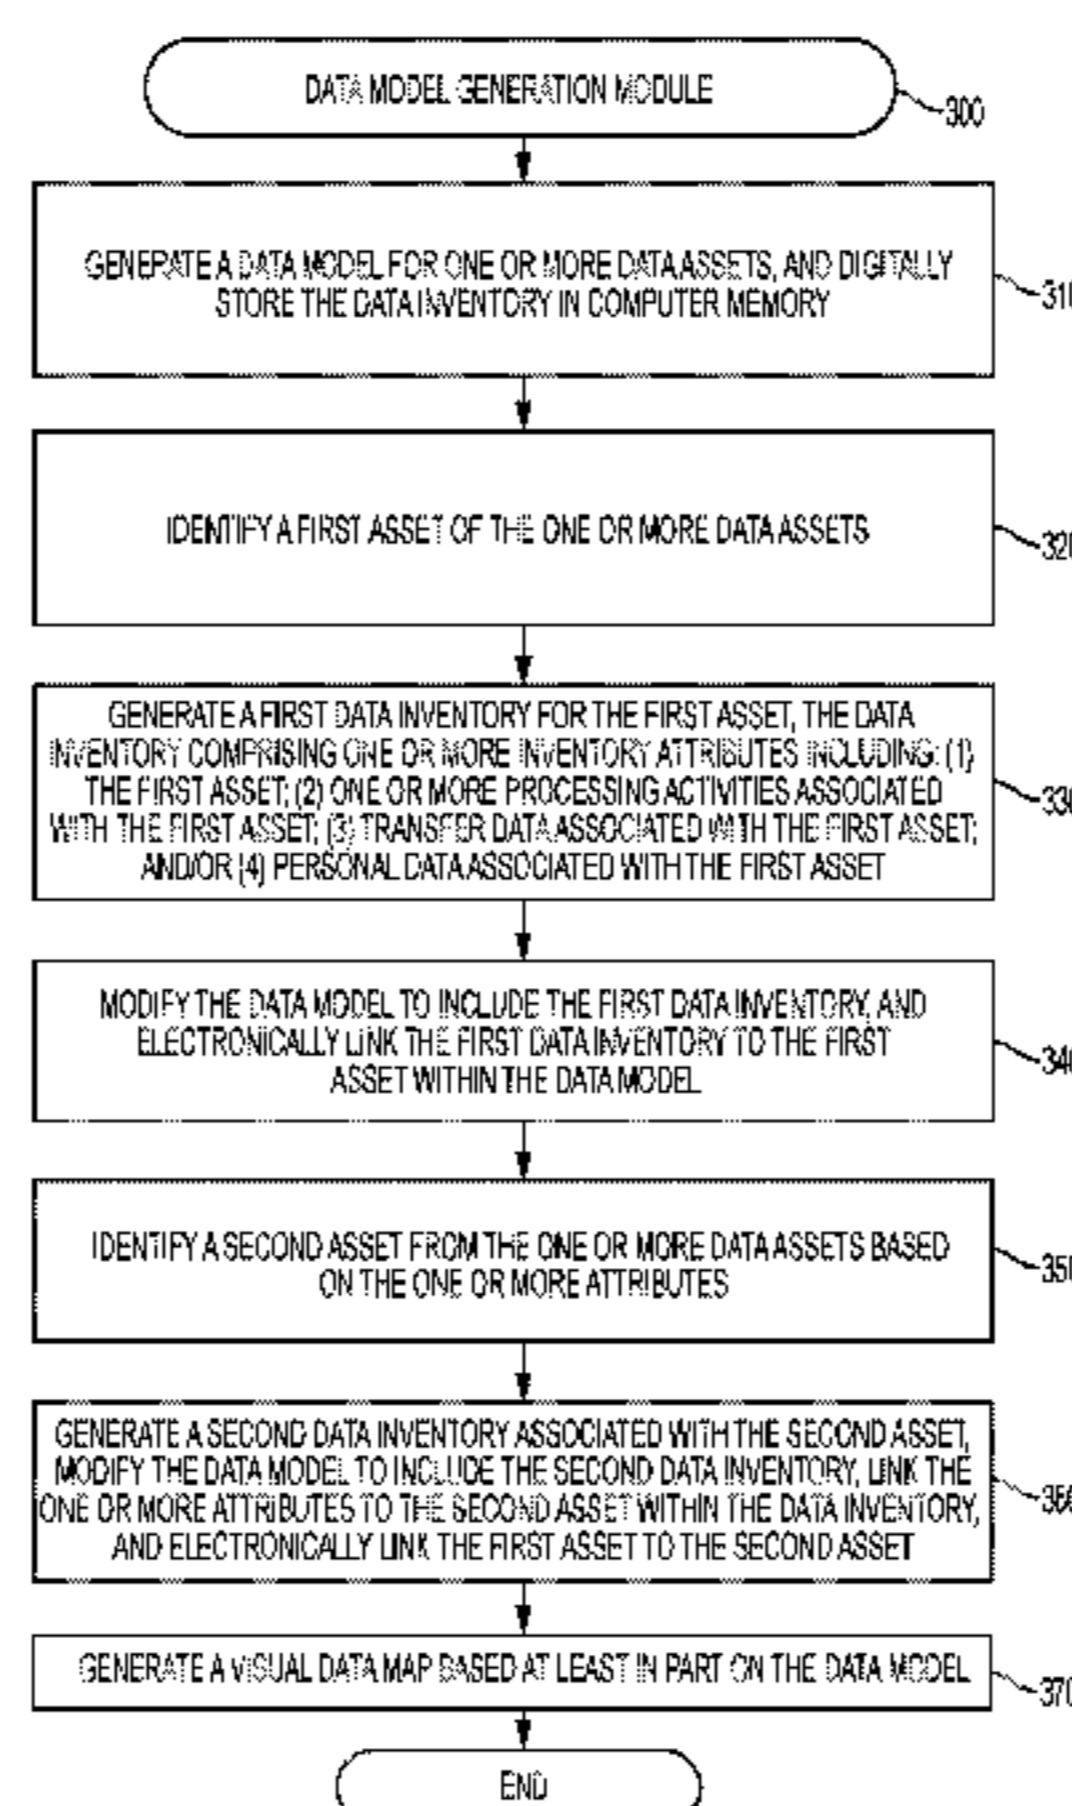 DATA MODEL GENERATION MODULE
300
GENERATE A DATA MODEL FOR ONE OR MORE DATA ASSETS, AND DIGITALLY
STORE THE DATA INVENTORY IN COMPUTER MEMORY
310
IDENTIFY A FIRST ASSET OF THE ONE OR MORE DATA ASSETS
320
GENERATE A FIRST DATA INVENTORY FOR THE FIRST ASSET, THE DATA
INVENTORY COMPRISING ONE OR MORE INVENTORY ATTRIBUTES INCLUDING: (1)
THE FIRST ASSET; (2) ONE OR MORE PROCESSING ACTIVITIES ASSOCIATED
WITH THE FIRST ASSET; (3) TRANSFER DATA ASSOCIATED WITH THE FIRST ASSET;
AND/OR (4) PERSONAL DATA ASSOCIATED WITH THE FIRST ASSET
330
MODIFY THE DATA MODEL TO INCLUDE THE FIRST DATA INVENTORY, AND
ELECTRONICALLY LINK THE FIRST DATA INVENTORY TO THE FIRST
ASSET WITHIN THE DATA MODEL
340
IDENTIFY A SECOND ASSET FROM THE ONE OR MORE DATA ASSETS BASED
ON THE ONE OR MORE ATTRIBUTES
350
GENERATE A SECOND DATA INVENTORY ASSOCIATED WITH THE SECOND ASSET,
MODIFY THE DATA MODEL TO INCLUDE THE SECOND DATA INVENTORY, LINK THE
ONE OR MORE ATTRIBUTES TO THE SECOND ASSET WITHIN THE DATA INVENTORY,
AND ELECTRONICALLY LINK THE FIRST ASSET TO THE SECOND ASSET
360
GENERATE A VISUAL DATA MAP BASED AT LEAST IN PART ON THE DATA MODEL
370
END